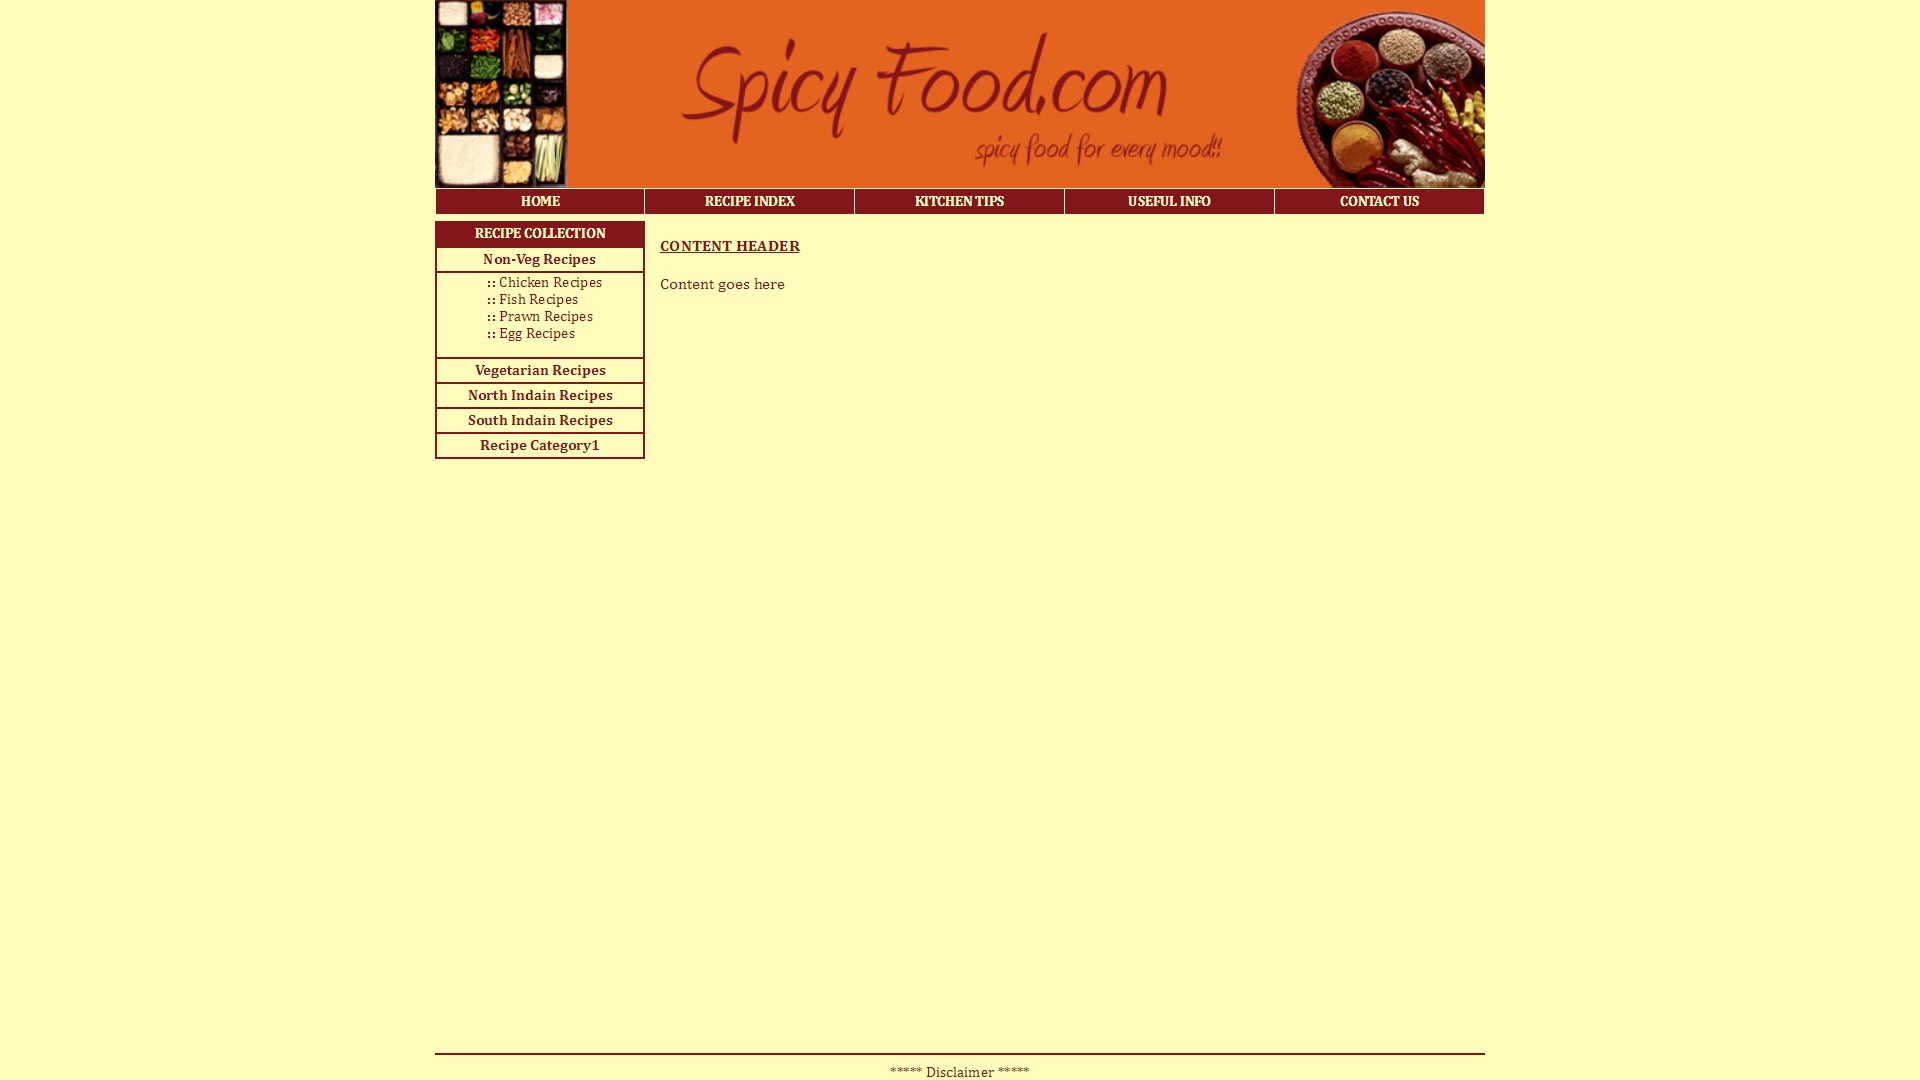 Spicy Food.com
spicy food for every mood!!
HOME
RECIPE INDEX
KITCHEN TIPS
USEFUL INFO
CONTACT US
RECIPE COLLECTION
Non-Veg Recipes
:: Chicken Recipes
:: Fish Recipes
:: Prawn Recipes
:: Egg Recipes
Vegetarian Recipes
North Indain Recipes
South Indain Recipes
Recipe Category1
CONTENT HEADER
Content goes here
***** Disclaimer *****